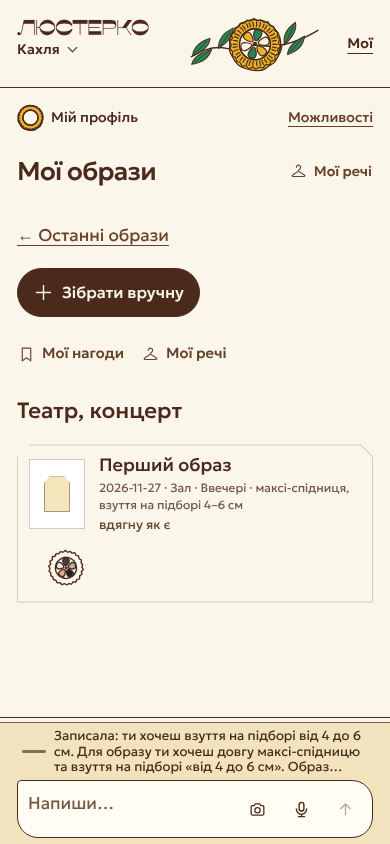 ЛЮСТЕРКО
Кахля
Мої
Мій профіль
Можливості
Мої образи
Мої речі
← Останні образи
Зібрати вручну
Мої нагоди
Мої речі
Театр, концерт
Перший образ
2026-11-27 · Зал · Ввечері · максі-спідниця,
взуття на підборі 4–6 см
вдягну як є
Записала: ти хочеш взуття на підборі від 4 до 6
см. Для образу ти хочеш довгу максі-спідницю
та взуття на підборі «від 4 до 6 см». Образ…
Напиши…